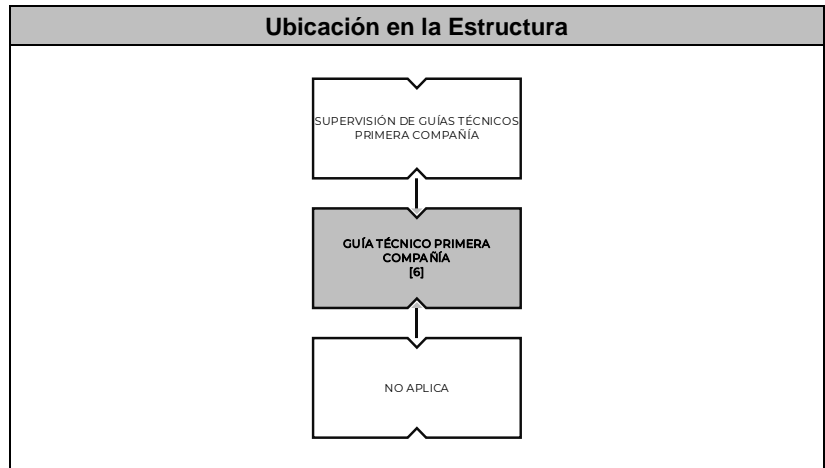 Ubicación en la Estructura
SUPERVISIÓN DE GUÍAS TÉCNICOS
PRIMERA COMPAÑÍA
GUÍA TÉCNICO PRIMERA
COMPAÑÍA
[6]
NO APLICA